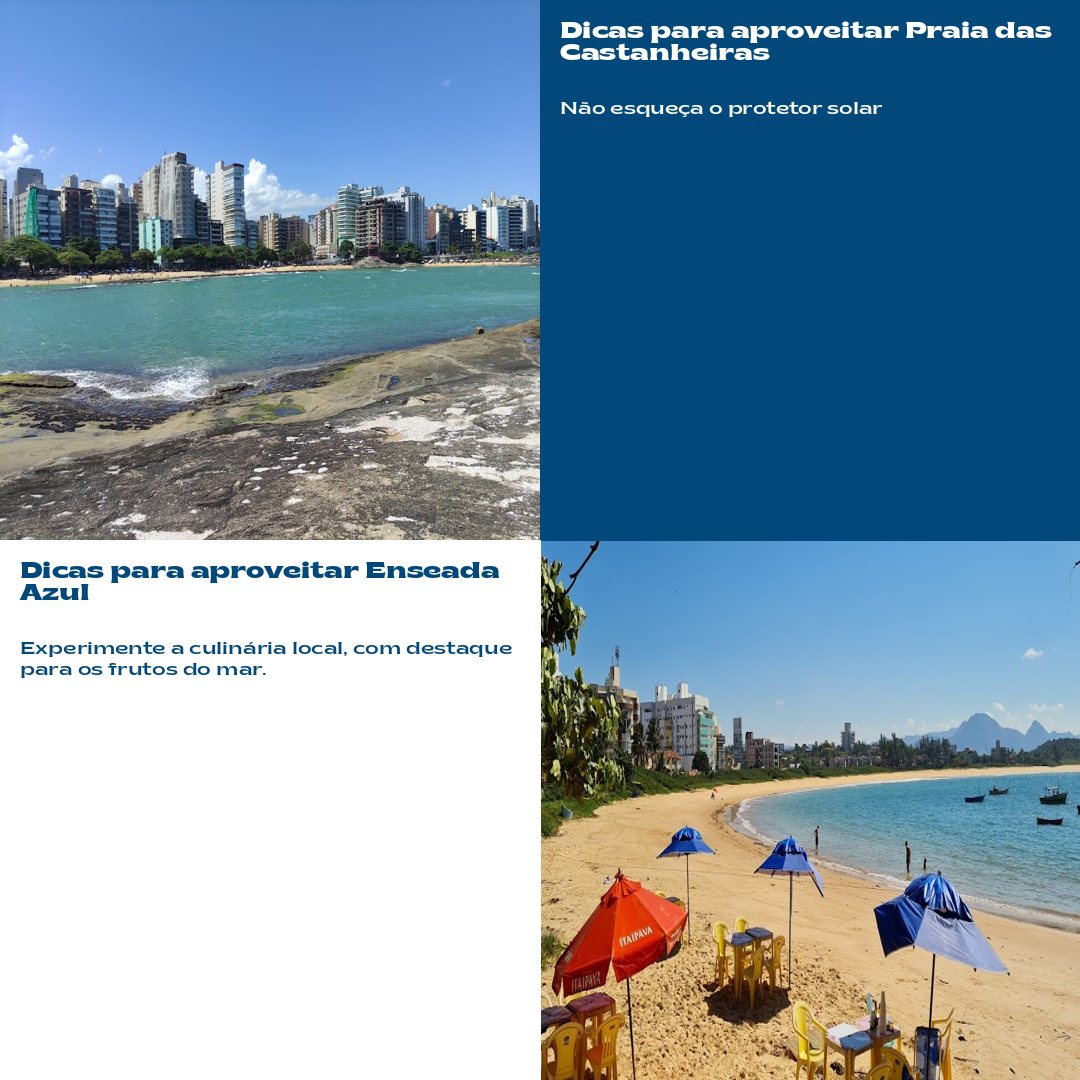 Dicas para aproveitar Praia das
Castanheiras
Não esqueça o protetor solar
Dicas para aproveitar Enseada
Azul
Experimente a culinária local, com destaque
para os frutos do mar.
ITAIPAVA
ITAIPAVA